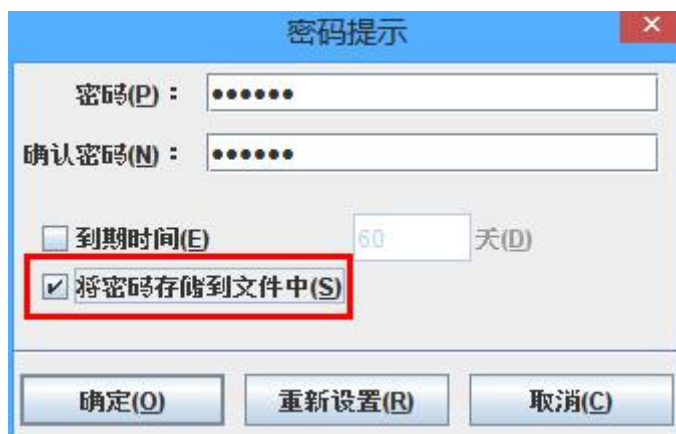 密码提示
密码(P)：
••••••
确认密码(N)：
••••••
到期时间(E) 60 天(D)
将密码存储到文件中(S)
确定(O) 重新设置(R) 取消(C)